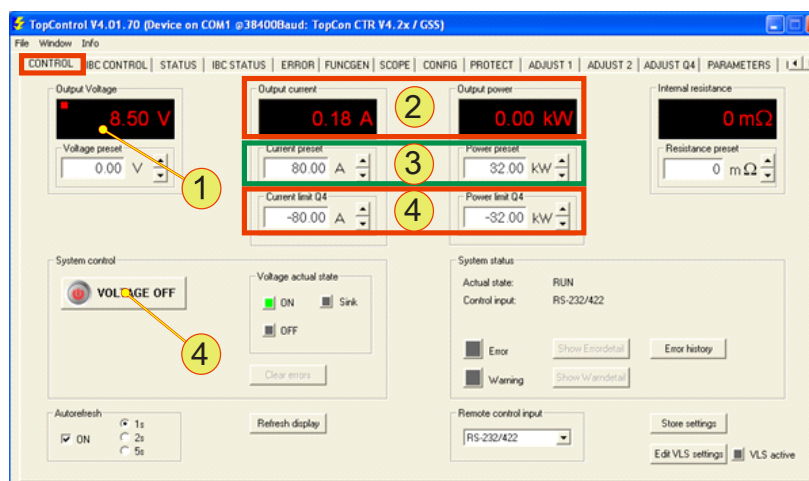 TopControl V4.01.70 (Device on COM1 @38400Baud: TopCon CTR V4.2x / GSS)
File Window Info
CONTROL IBC CONTROL STATUS IBC STATUS ERROR FUNCGEN SCOPE CONFIG PROTECT ADJUST 1 ADJUST 2 ADJUST Q4 PARAMETERS
Output Voltage Output current Output power Internal resistance
8.50 V 0.18 A 2 0.00 kW 0 mΩ
Voltage preset Current preset Power preset Resistance preset
0.00 V 80.00 A 3 32.00 kW 0 mΩ
1
Current limit Q4 Power limit Q4
-80.00 A 4 -32.00 kW
System control System status
VOLTAGE OFF
4
Voltage actual state
ON Sink
OFF
Clear errors
Actual state: RUN
Control input: RS-232/422
Error Show Errordetail Error history
Warning Show Warndetail
Autorefresh
ON 1s
2s
5s
Refresh display
Remote control input
RS-232/422
Store settings
Edit VLS settings VLS active